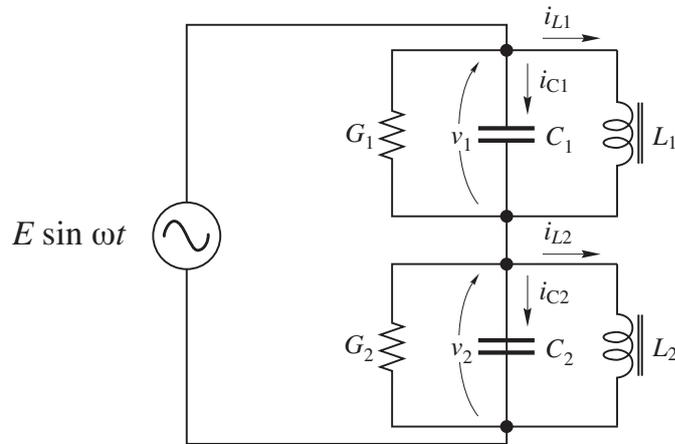 i_{L1}
i_{C1}
G_1
v_1
C_1
L_1
E sin ωt
i_{L2}
i_{C2}
G_2
v_2
C_2
L_2